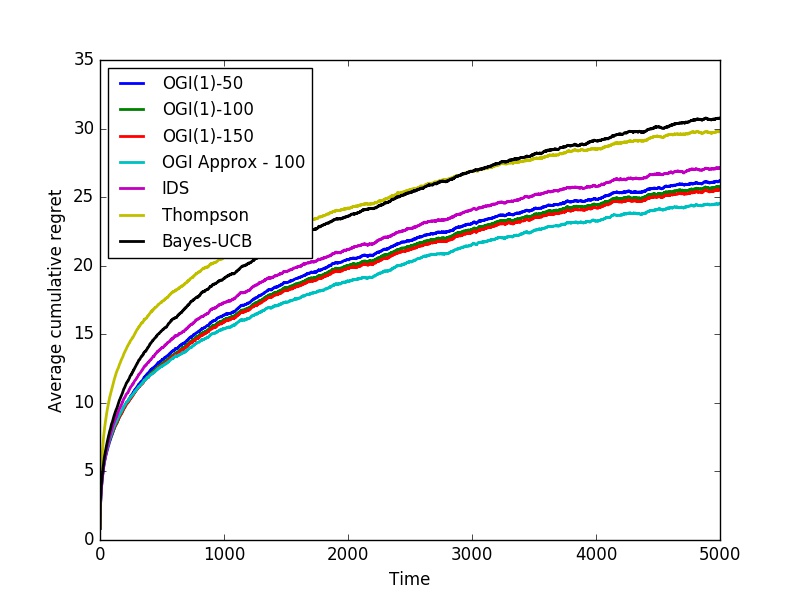 35
30
25
20
15
10
5
0
Average cumulative regret
OGI(1)-50
OGI(1)-100
OGI(1)-150
OGI Approx - 100
IDS
Thompson
Bayes-UCB
0 1000 2000 3000 4000 5000
Time